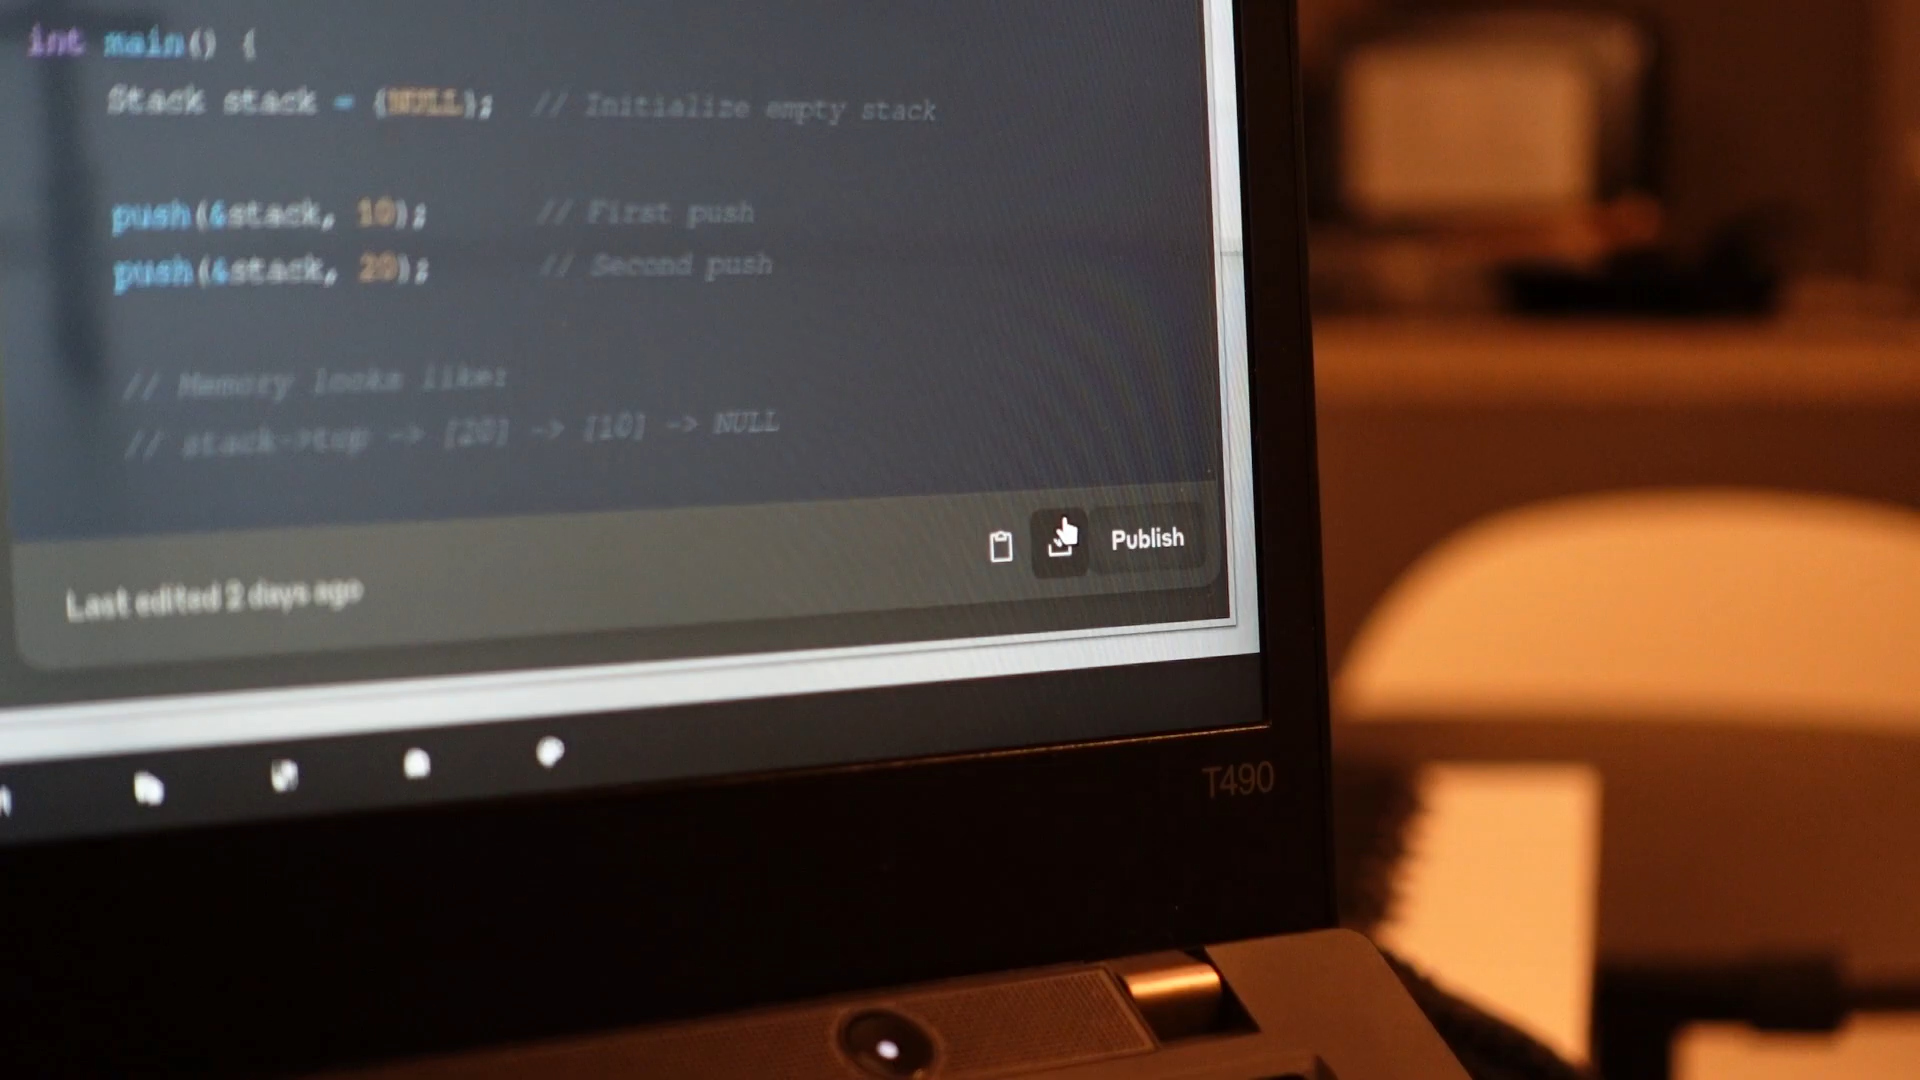 int main() {
Stack stack = {NULL}; // Initialize empty stack
push(&stack, 10); // First push
push(&stack, 20); // Second push
// Memory looks like:
// stack->top -> [20] -> [10] -> NULL
Publish
Last edited 2 days ago
T490